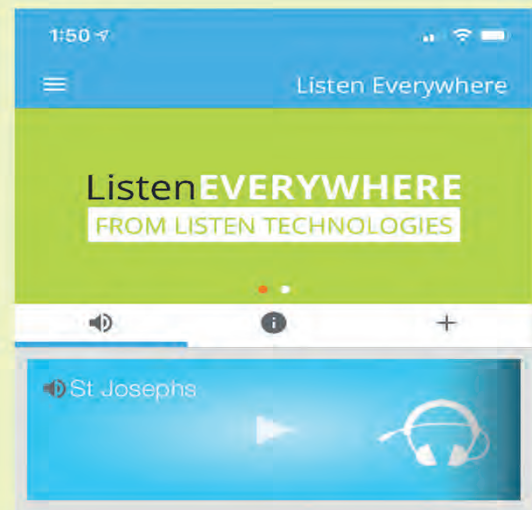 1:50
Listen Everywhere
ListenEVERYWHERE
FROM LISTEN TECHNOLOGIES
St Josephs